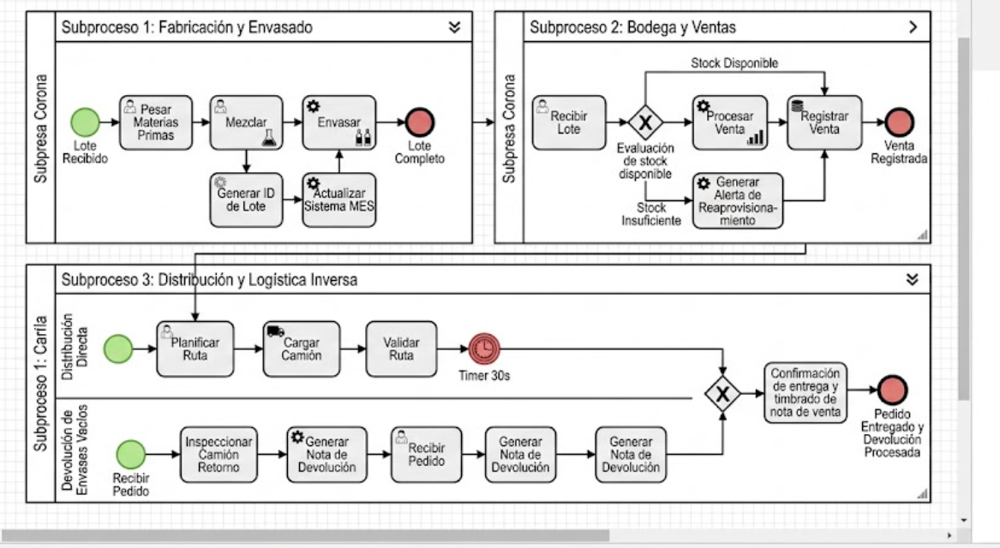 Subproceso 1: Fabricación y Envasado
Subpresa Corona
Lote
Recibido
Pesar
Materias
Primas
Mezclar
Envasar
Lote
Completo
Generar ID
de Lote
Actualizar
Sistema MES
Subproceso 2: Bodega y Ventas
Subpresa Corona
Stock Disponible
Recibir
Lote
Evaluación
de stock
disponible
Procesar
Venta
Registrar
Venta
Venta
Registrada
Stock
Insuficiente
Generar
Alerta de
Reaprovisiona-
miento
Subproceso 3: Distribución y Logística Inversa
Subproceso 1: Carila
Distribución
Directa
Planificar
Ruta
Cargar
Camión
Validar
Ruta
Timer 30s
Confirmación
de entrega y
timbrado de
nota de venta
Pedido
Entregado y
Devolución
Procesada
Devolución de
Envases Vacíos
Recibir
Pedido
Inspeccionar
Camión
Retorno
Generar
Nota de
Devolución
Recibir
Pedido
Generar
Nota de
Devolución
Generar
Nota de
Devolución